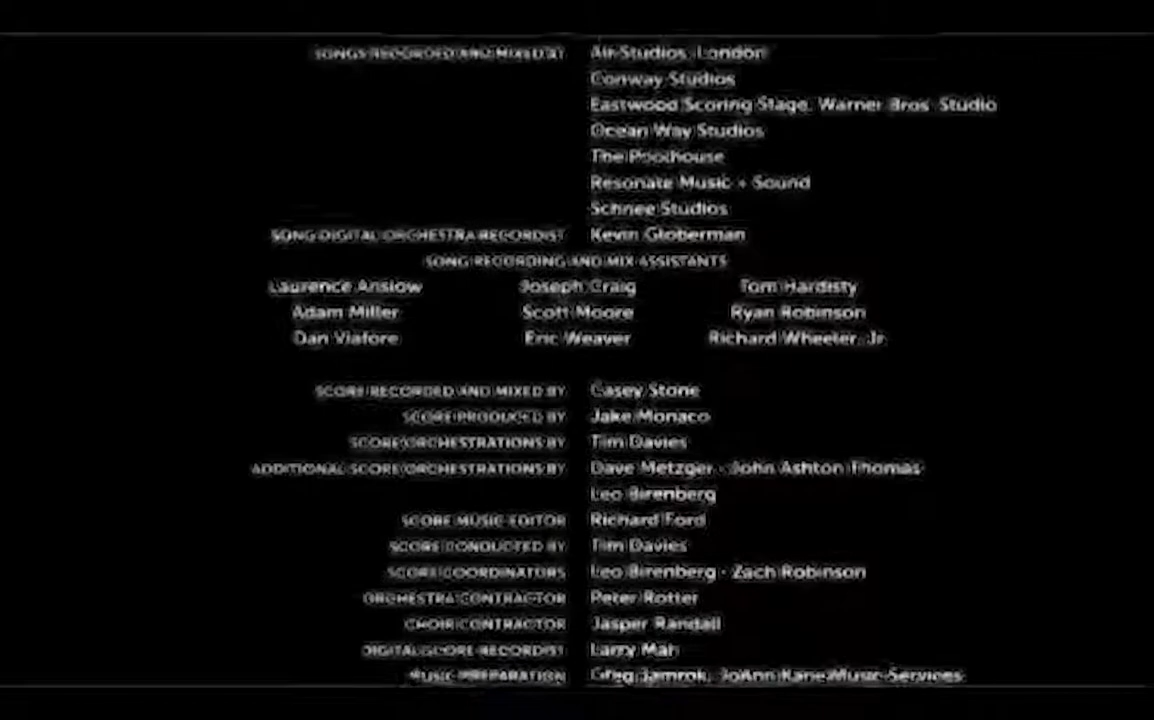 SONGS RECORDED AND MIXED AT Air Studios, London
Conway Studios
Eastwood Scoring Stage, Warner Bros. Studio
Ocean Way Studios
The Poolhouse
Resonate Music + Sound
Schnee Studios
SONG DIGITAL ORCHESTRA RECORDIST Kevin Globerman
SONG RECORDING AND MIX ASSISTANTS
Laurence Anslow Joseph Craig Tom Hardisty
Adam Miller Scott Moore Ryan Robinson
Dan Viafore Eric Weaver Richard Wheeler, Jr.
SCORE RECORDED AND MIXED BY Casey Stone
SCORE PRODUCED BY Jake Monaco
SCORE ORCHESTRATIONS BY Tim Davies
ADDITIONAL SCORE ORCHESTRATIONS BY Dave Metzger · John Ashton Thomas
Leo Birenberg
SCORE MUSIC EDITOR Richard Ford
SCORE CONDUCTED BY Tim Davies
SCORE COORDINATORS Leo Birenberg · Zach Robinson
ORCHESTRA CONTRACTOR Peter Rotter
CHOIR CONTRACTOR Jasper Randall
DIGITAL SCORE RECORDIST Larry Mah
MUSIC PREPARATION Greg Jamrok, JoAnn Kane Music Services